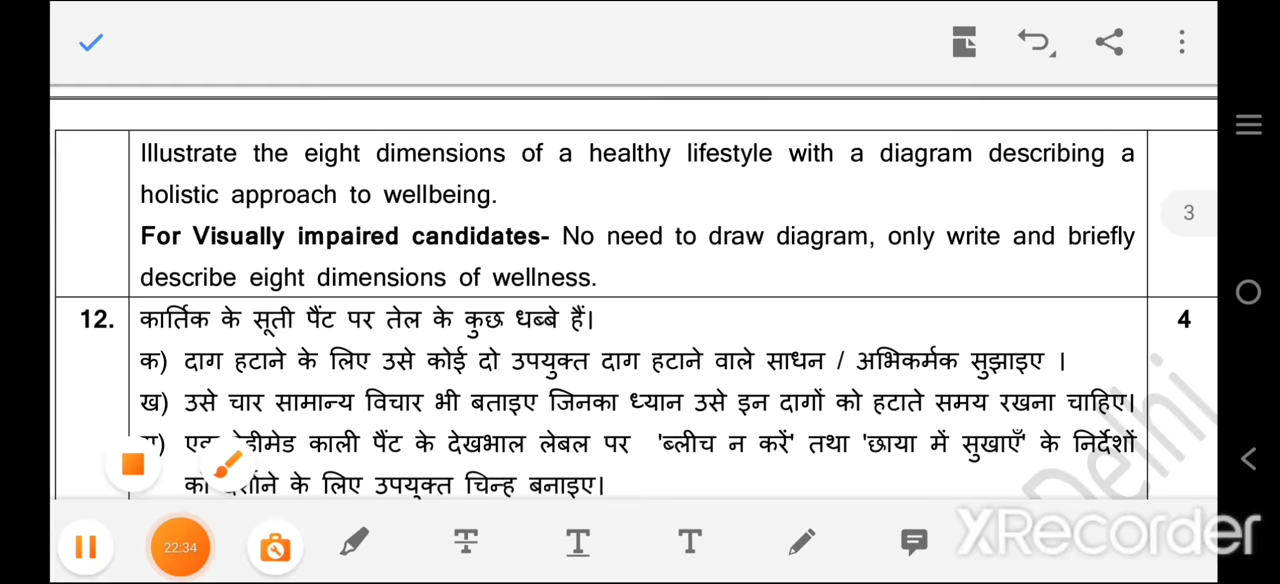 Illustrate the eight dimensions of a healthy lifestyle with a diagram describing a
holistic approach to wellbeing.
3
For Visually impaired candidates- No need to draw diagram, only write and briefly
describe eight dimensions of wellness.
12. कार्तिक के सूती पैंट पर तेल के कुछ धब्बे हैं। 4
क) दाग हटाने के लिए उसे कोई दो उपयुक्त दाग हटाने वाले साधन / अभिकर्मक सुझाइए ।
ख) उसे चार सामान्य विचार भी बताइए जिनका ध्यान उसे इन दागों को हटाते समय रखना चाहिए।
काली पैंट के देखभाल लेबल पर 'ब्लीच न करें' तथा 'छाया में सुखाएँ' के निर्देशों
के लिए उपयुक्त चिन्ह बनाइए।
Delhi
22:34
T T T
XRecorder